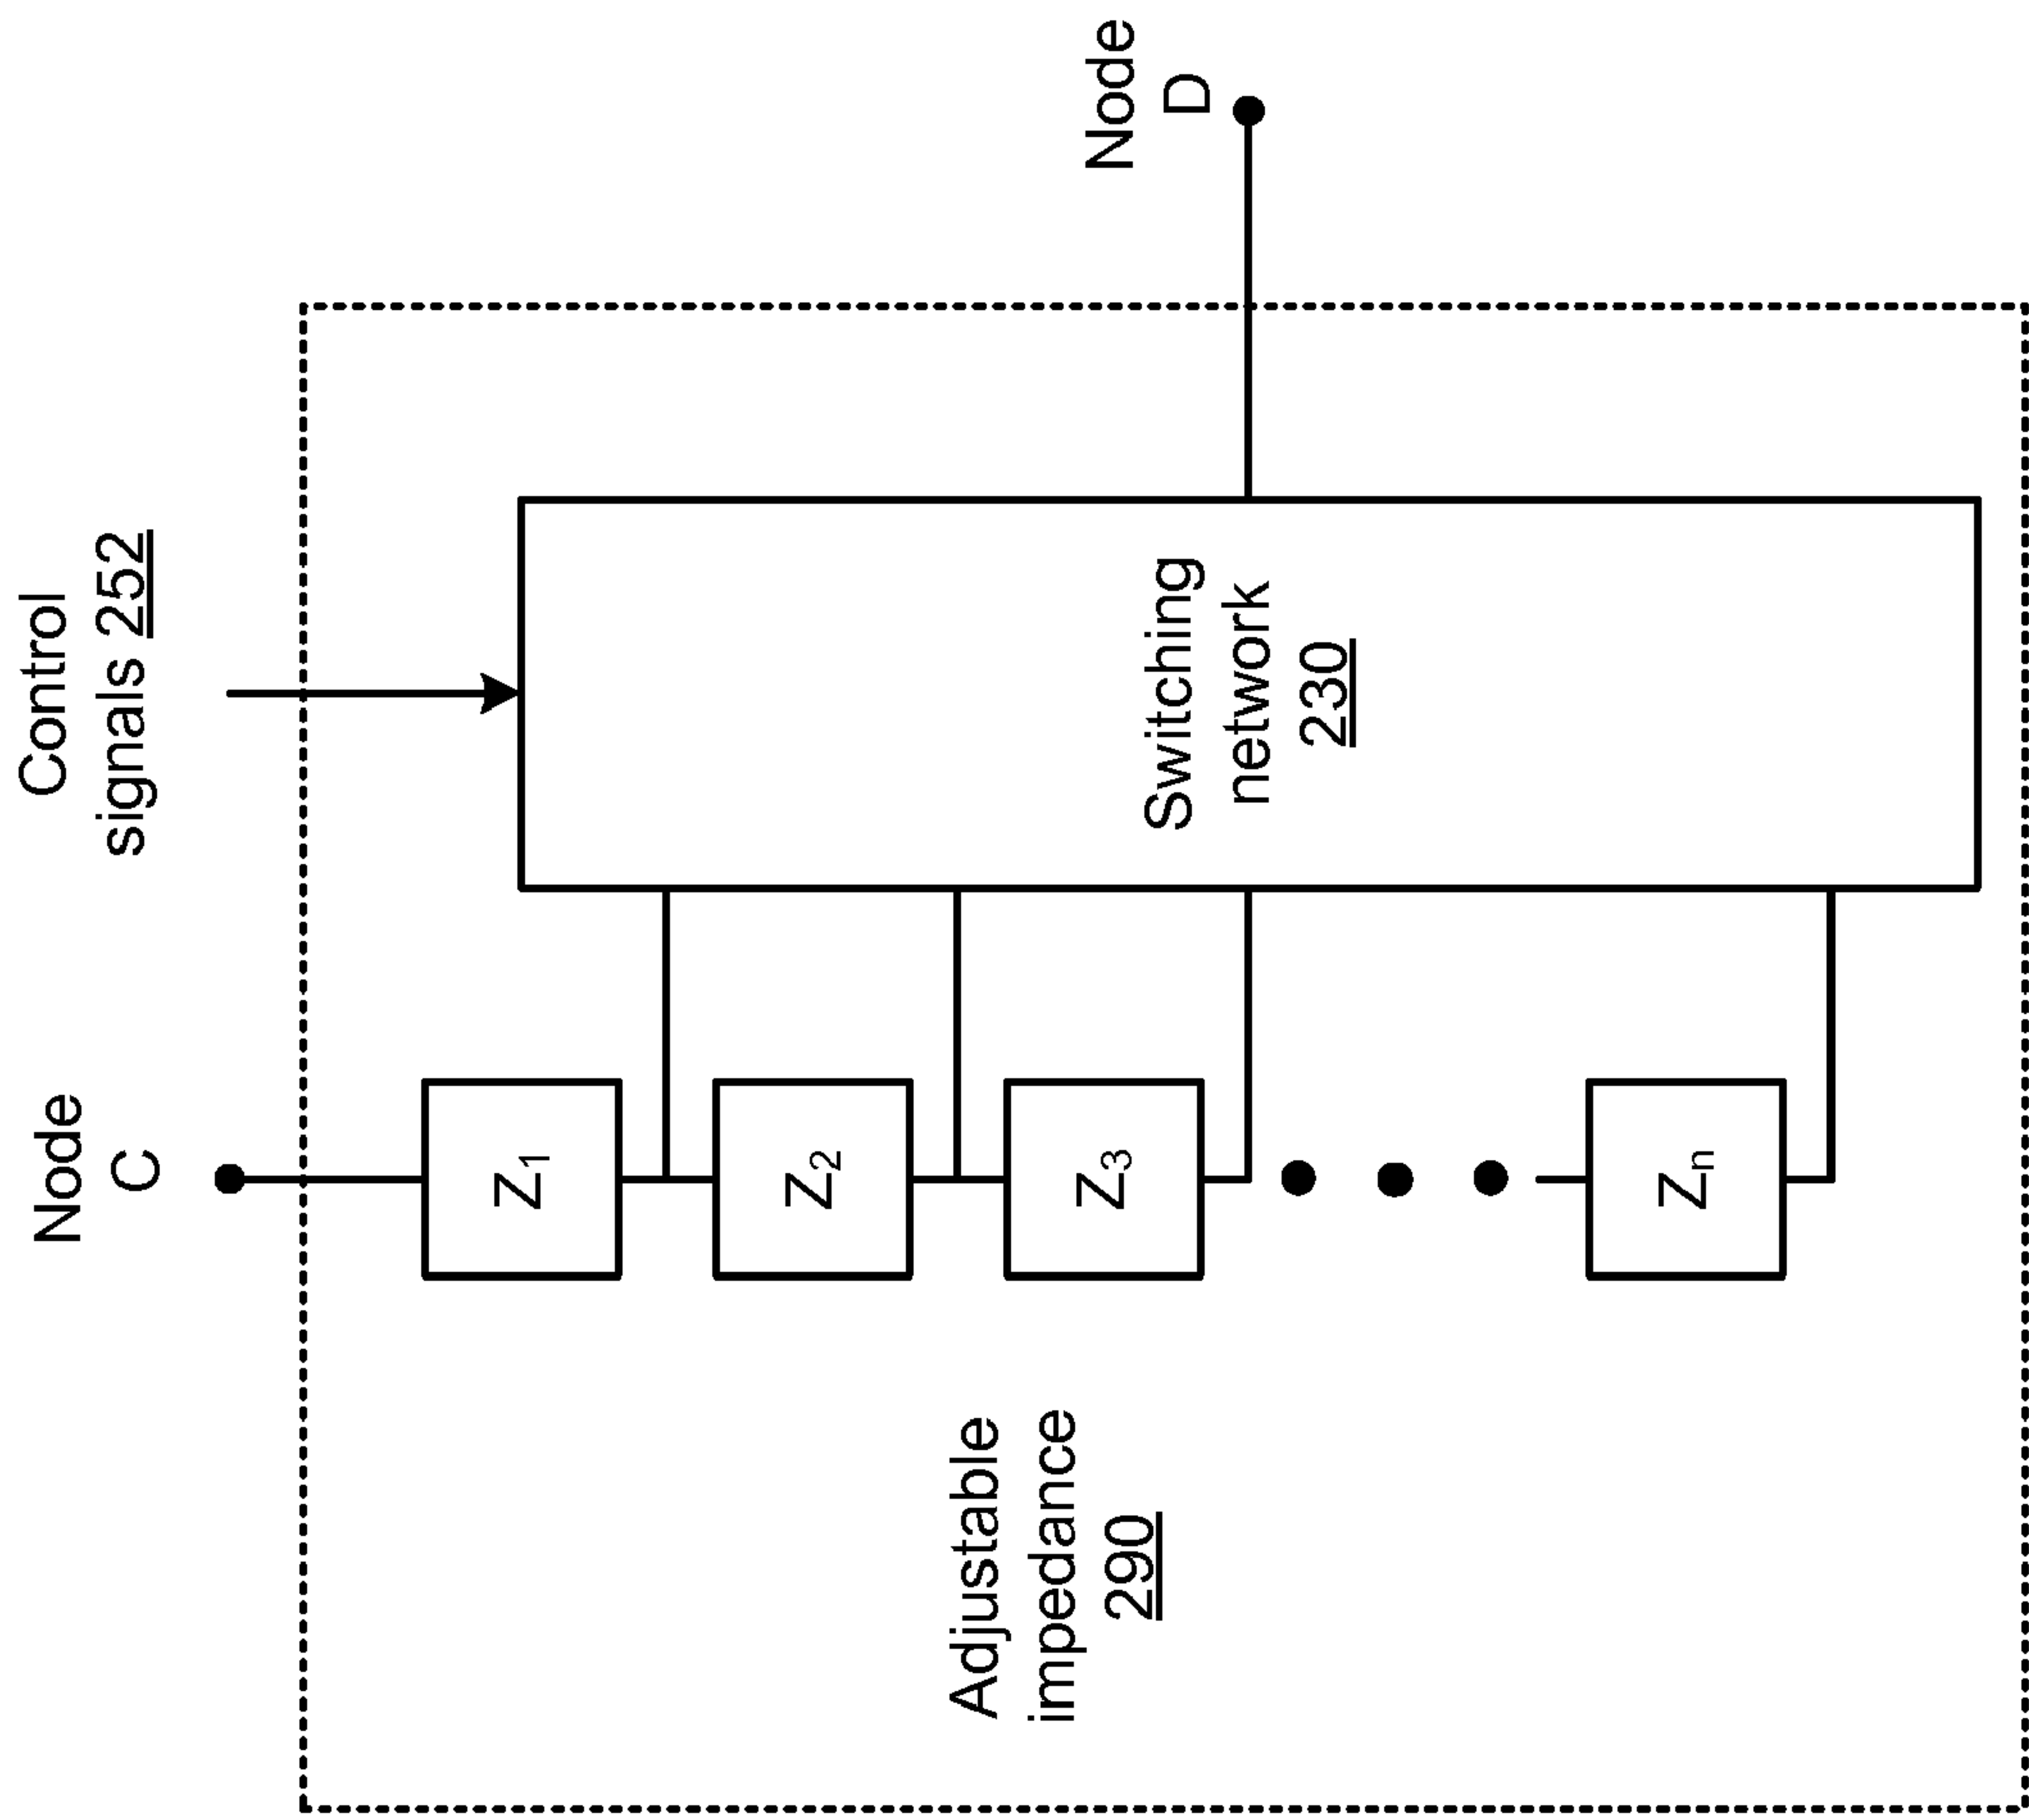 Node
C
Control
signals 252
Node
D
Z1
Z2
Z3
Zn
Switching
network
230
Adjustable
impedance
290